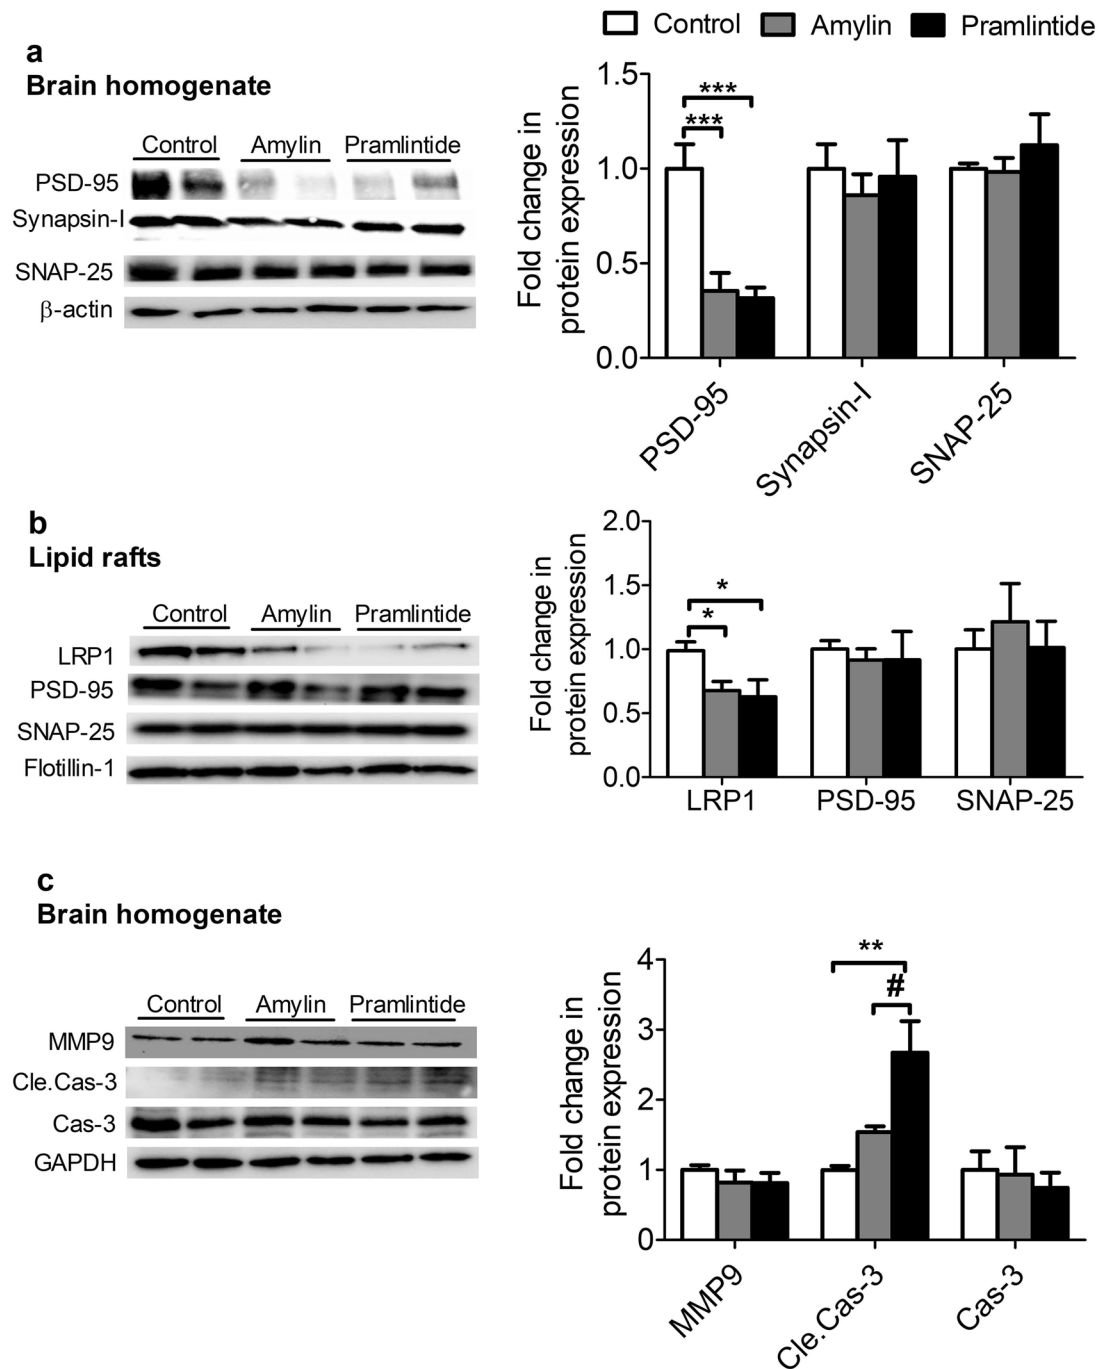 Control Amylin Pramlintide
a
Brain homogenate
Control Amylin Pramlintide
PSD-95
Synapsin-I
SNAP-25
β-actin
Fold change in
protein expression
1.5
1.0
0.5
0.0
***
***
PSD-95
Synapsin-I
SNAP-25
b
Lipid rafts
Control Amylin Pramlintide
LRP1
PSD-95
SNAP-25
Flotillin-1
Fold change in
protein expression
2.0
1.5
1.0
0.5
0.0
*
*
LRP1 PSD-95 SNAP-25
c
Brain homogenate
Control Amylin Pramlintide
MMP9
Cle.Cas-3
Cas-3
GAPDH
Fold change in
protein expression
4
3
2
1
0
**
#
MMP9
Cle.Cas-3
Cas-3